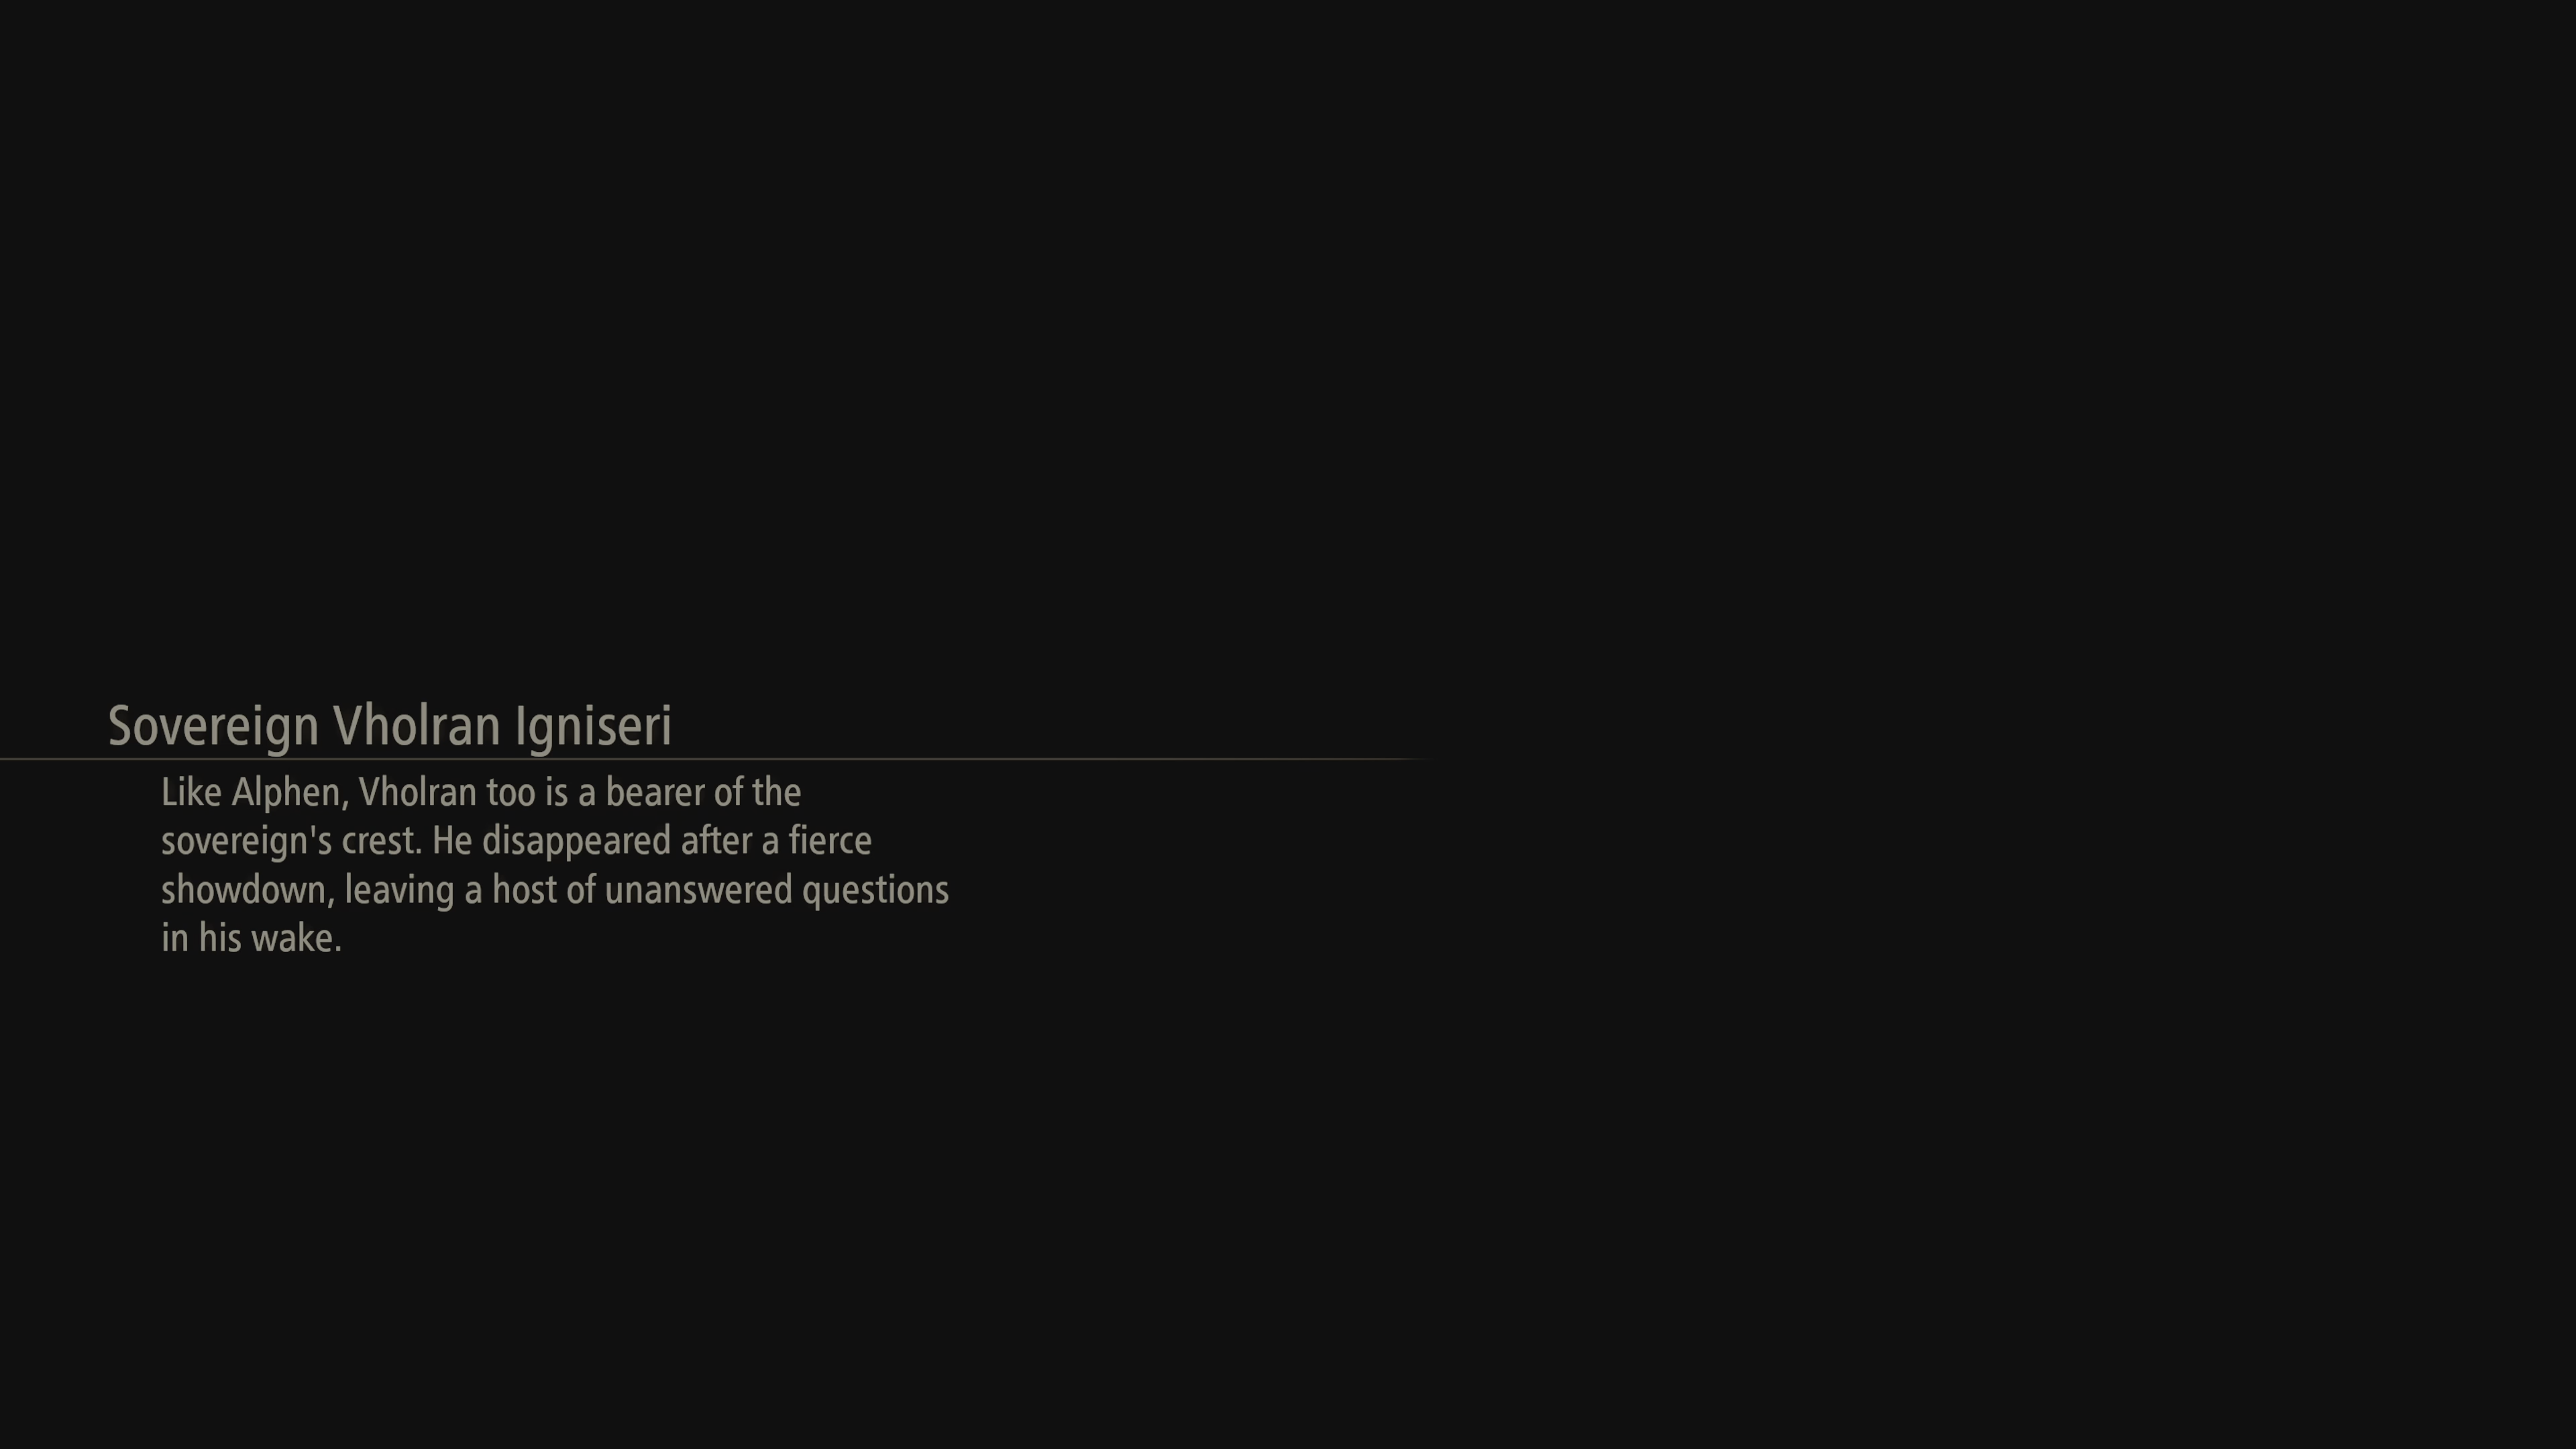 Sovereign Vholran Igniseri
Like Alphen, Vholran too is a bearer of the
sovereign's crest. He disappeared after a fierce
showdown, leaving a host of unanswered questions
in his wake.